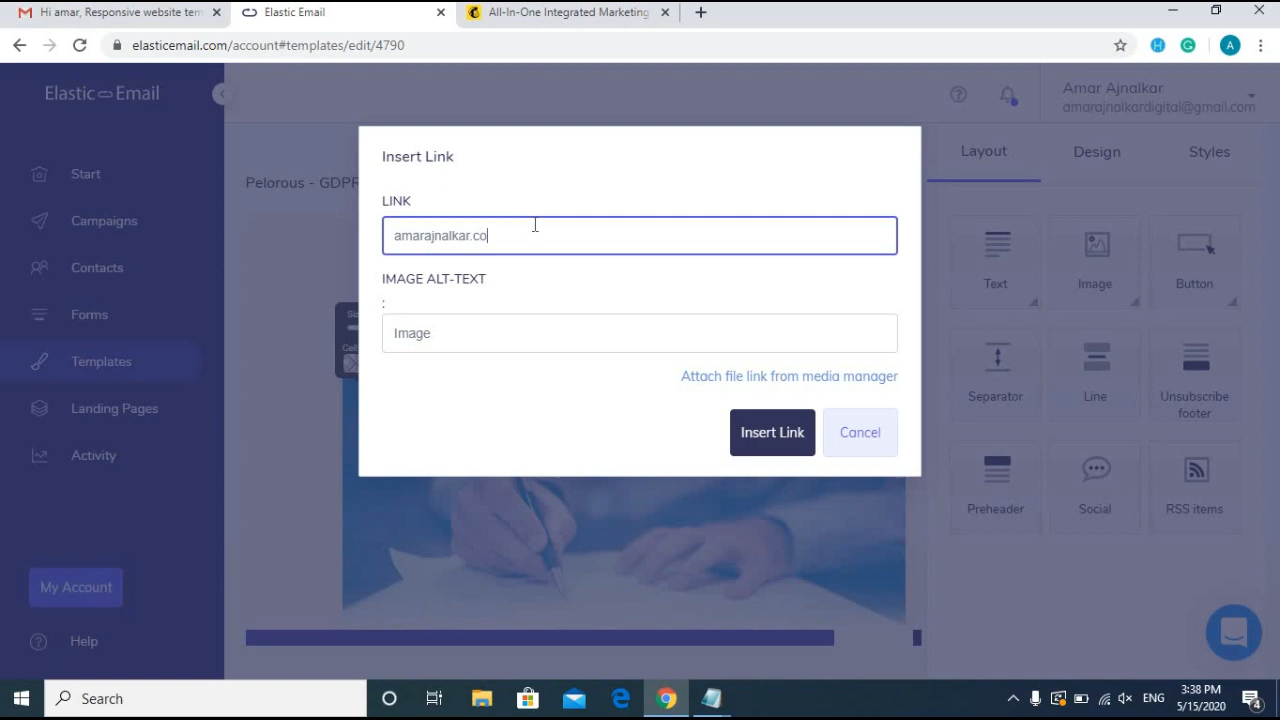 Hi amar, Responsive website tem
Elastic Email
All-In-One Integrated Marketing
elasticemail.com/account#templates/edit/4790
A
Elastic Email
Amar Ajnalkar
amarajnalkardigital@gmail.com
Start
Campaigns
Contacts
Forms
Templates
Landing Pages
Activity
My Account
Help
Pelorous - GDPR
Insert Link
LINK
amarajnalkar.co
IMAGE ALT-TEXT
:
Image
Attach file link from media manager
Insert Link
Cancel
Layout
Design
Styles
Text
Image
Button
Separator
Line
Unsubscribe
footer
Preheader
Social
RSS items
Search
ENG
3:38 PM
5/15/2020
4